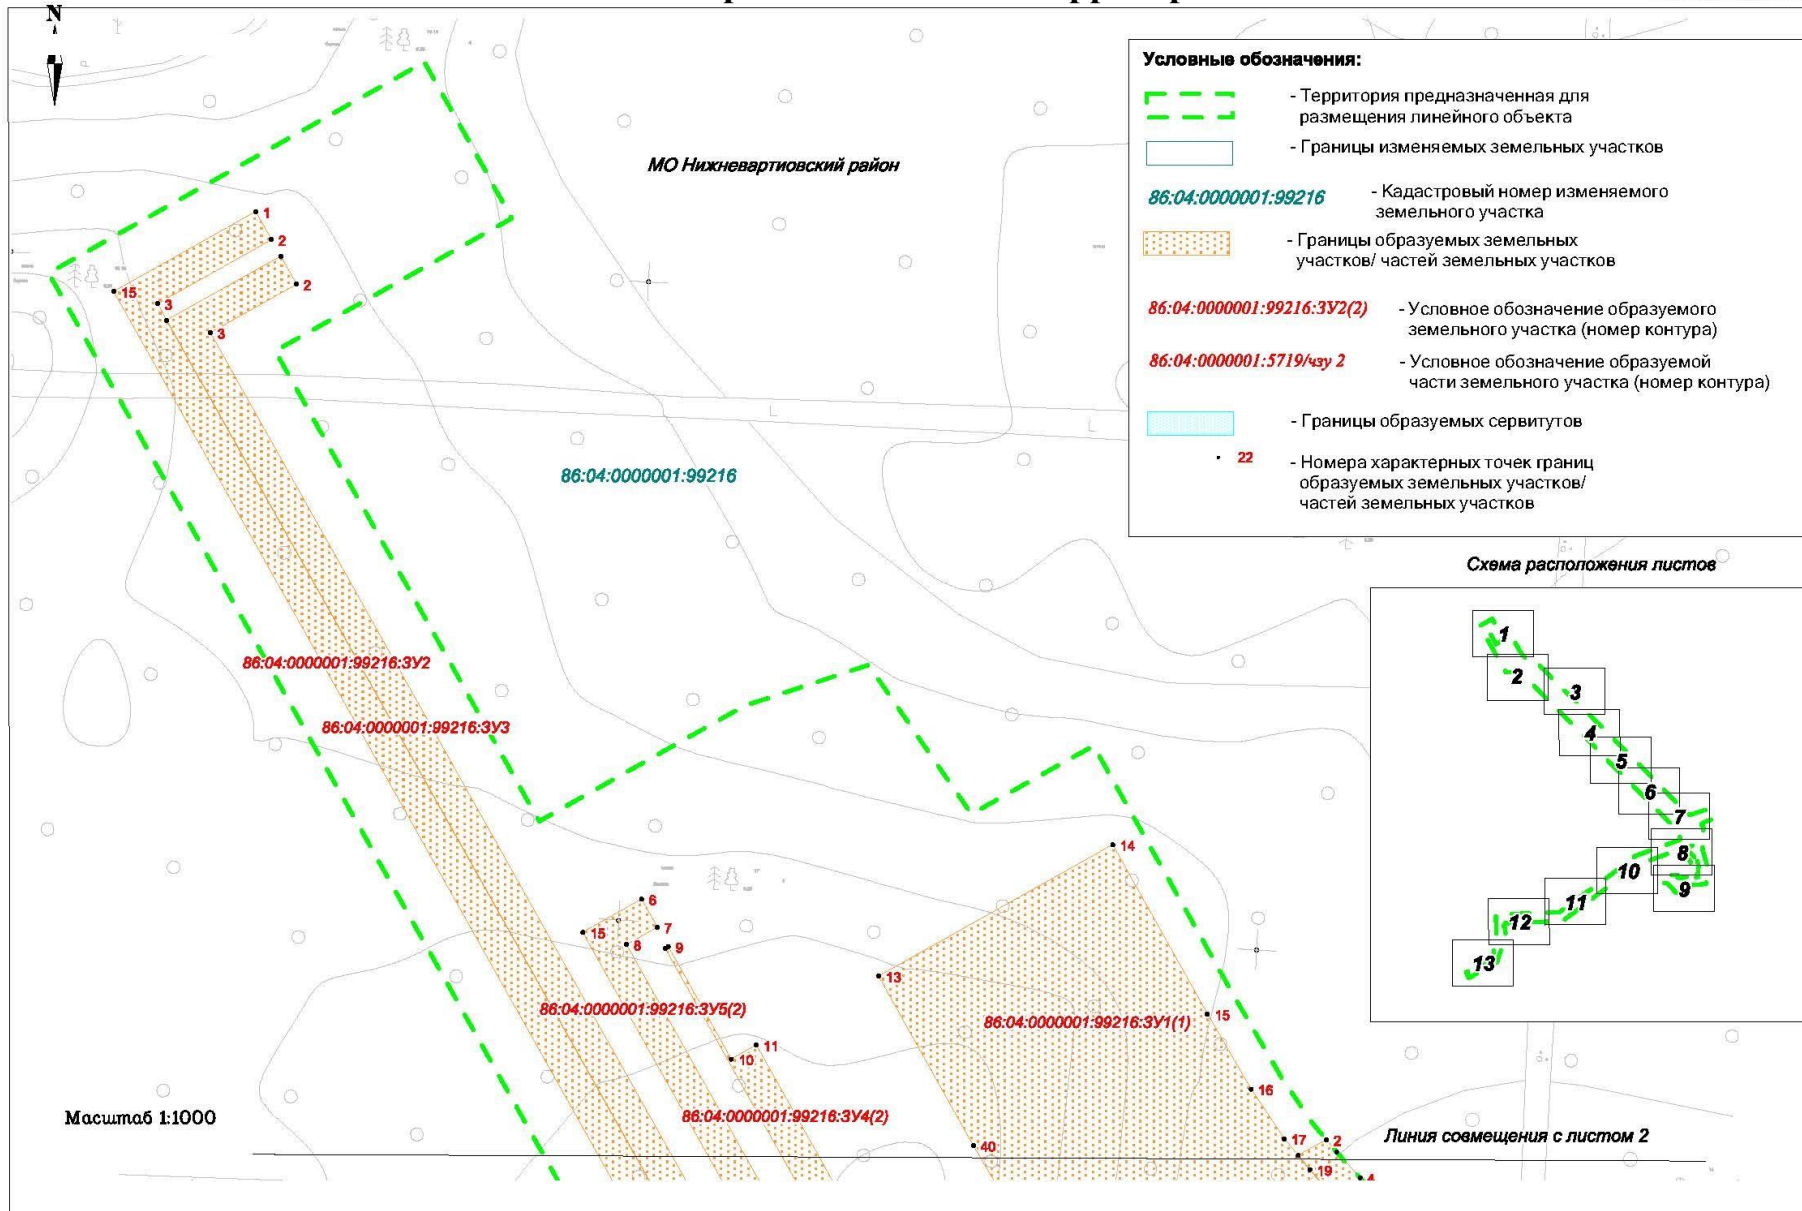 N
МО Нижневартиовский район
Условные обозначения:
- Территория предназначенная для
размещения линейного объекта
- Границы изменяемых земельных участков
86:04:0000001:99216
- Кадастровый номер изменяемого
земельного участка
- Границы образуемых земельных
участков/ частей земельных участков
86:04:0000001:99216:ЗУ2(2)
- Условное обозначение образуемого
земельного участка (номер контура)
86:04:0000001:5719/чзу 2
- Условное обозначение образуемой
части земельного участка (номер контура)
- Границы образуемых сервитутов
22
- Номера характерных точек границ
образуемых земельных участков/
частей земельных участков
1
2
2
15
3
3
86:04:0000001:99216
Схема расположения листов
1
2
3
4
5
6
7
8
9
10
11
12
13
86:04:0000001:99216:ЗУ2
86:04:0000001:99216:ЗУ3
14
6
15
7
8
9
13
86:04:0000001:99216:ЗУ5(2)
86:04:0000001:99216:ЗУ1(1)
15
11
10
16
86:04:0000001:99216:ЗУ4(2)
Масштаб 1:1000
40
17
2
19
4
Линия совмещения с листом 2